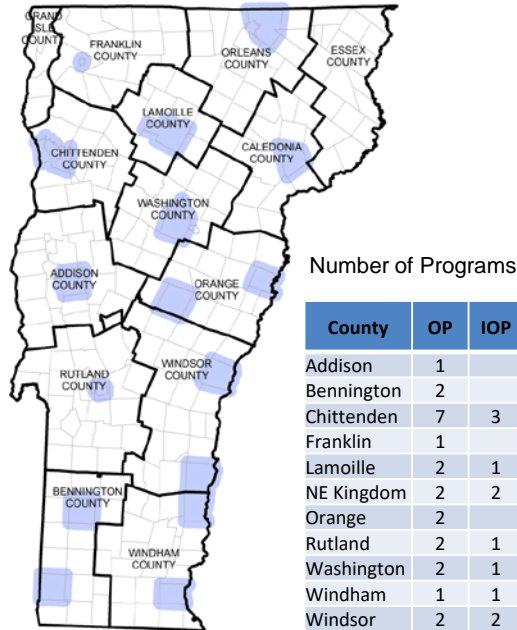 GRAND
ISLE
COUNTY
FRANKLIN
COUNTY
ORLEANS
COUNTY
ESSEX
COUNTY
LAMOILLE
COUNTY
CHITTENDEN
COUNTY
CALEDONIA
COUNTY
WASHINGTON
COUNTY
ADDISON
COUNTY
ORANGE
COUNTY
RUTLAND
COUNTY
WINDSOR
COUNTY
BENNINGTON
COUNTY
WINDHAM
COUNTY
Number of Programs
County OP IOP
Addison 1
Bennington 2
Chittenden 7 3
Franklin 1
Lamoille 2 1
NE Kingdom 2 2
Orange 2
Rutland 2 1
Washington 2 1
Windham 1 1
Windsor 2 2